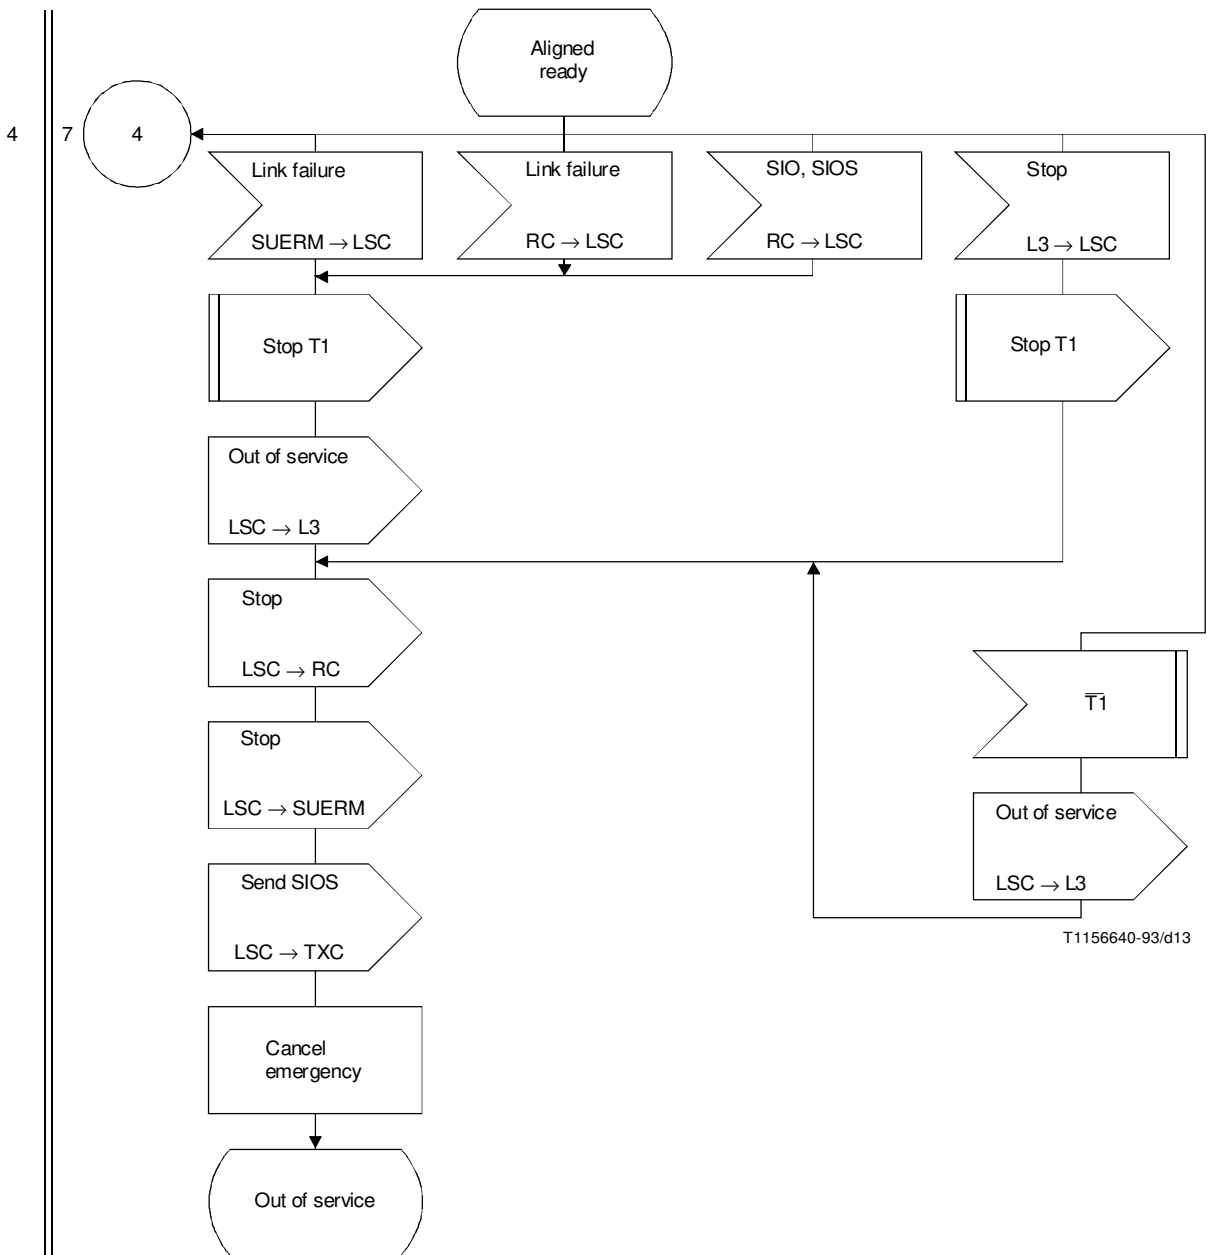 Aligned
ready
4
7
4
Link failure
SUERM → LSC
Link failure
RC → LSC
SIO, SIOS
RC → LSC
Stop
L3 → LSC
Stop T1
Stop T1
Out of service
LSC → L3
Stop
LSC → RC
T̅1
Stop
LSC → SUERM
Out of service
LSC → L3
Send SIOS
LSC → TXC
T1156640-93/d13
Cancel
emergency
Out of service